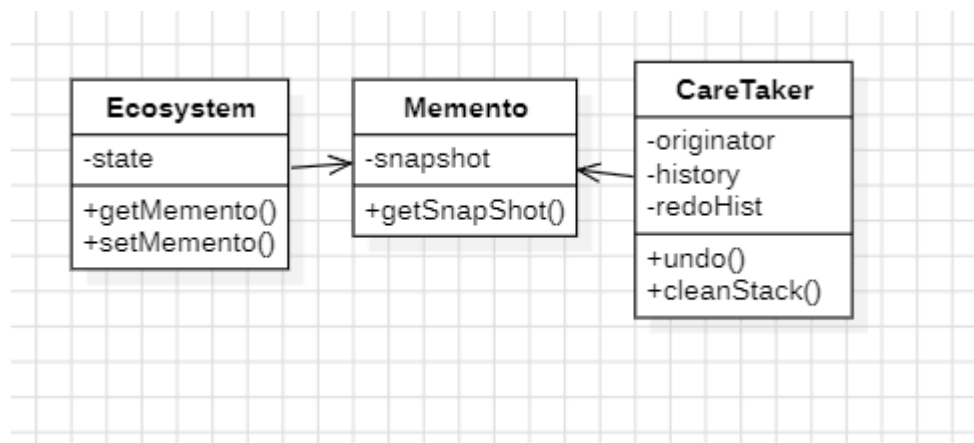 Ecosystem
-state
+getMemento()
+setMemento()
Memento
-snapshot
+getSnapShot()
CareTaker
-originator
-history
-redoHist
+undo()
+cleanStack()